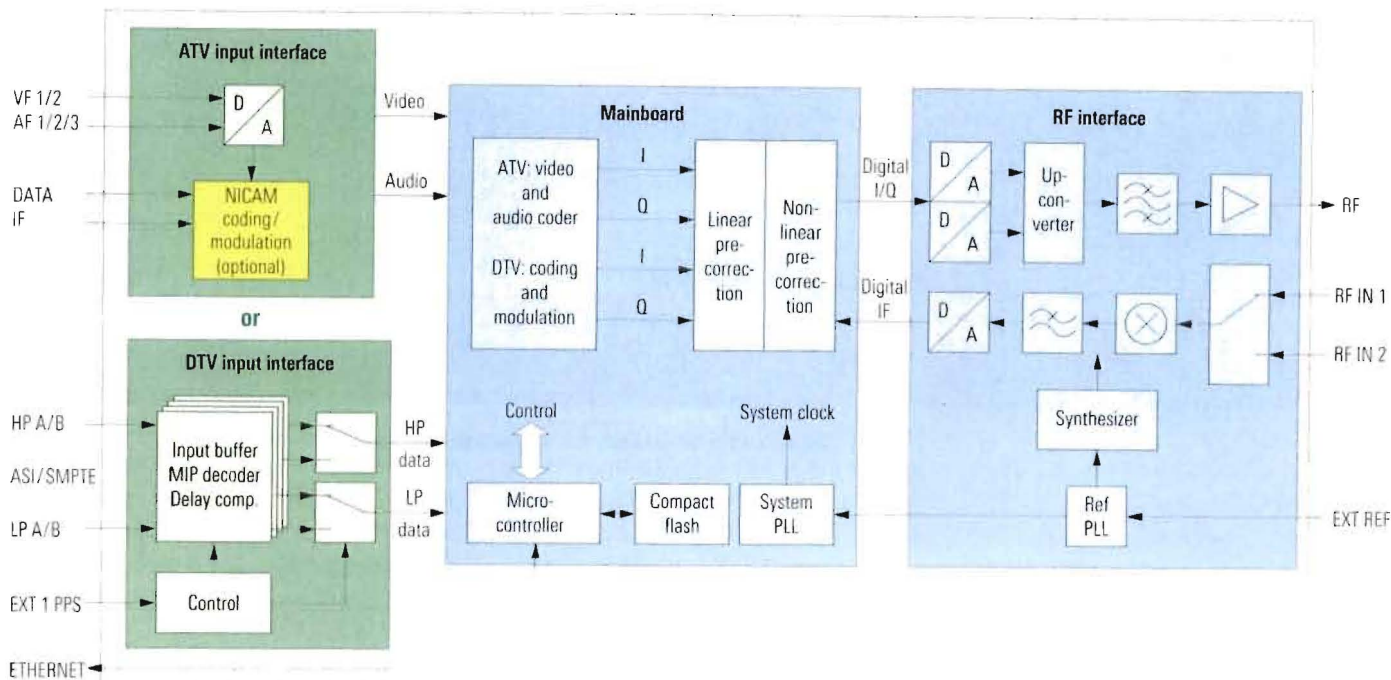 ATV input interface
VF 1/2
AF 1/2/3
D
A
Video
DATA
IF
NICAM
coding/
modulation
(optional)
Audio
or
DTV input interface
HP A/B
ASI/SMPTE
LP A/B
Input buffer
MIP decoder
Delay comp.
HP
data
LP
data
EXT 1 PPS
Control
ETHERNET
Mainboard
ATV: video
and
audio coder
DTV: coding
and
modulation
I
Q
I
Q
Linear
pre-
correc-
tion
Non-
linear
pre-
correc-
tion
Control
System clock
Micro-
controller
Compact
flash
System
PLL
Digital
I/Q
Digital
IF
RF interface
D
A
D
A
Up-
con-
verter
RF
D
A
RF IN 1
RF IN 2
Synthesizer
Ref
PLL
EXT REF